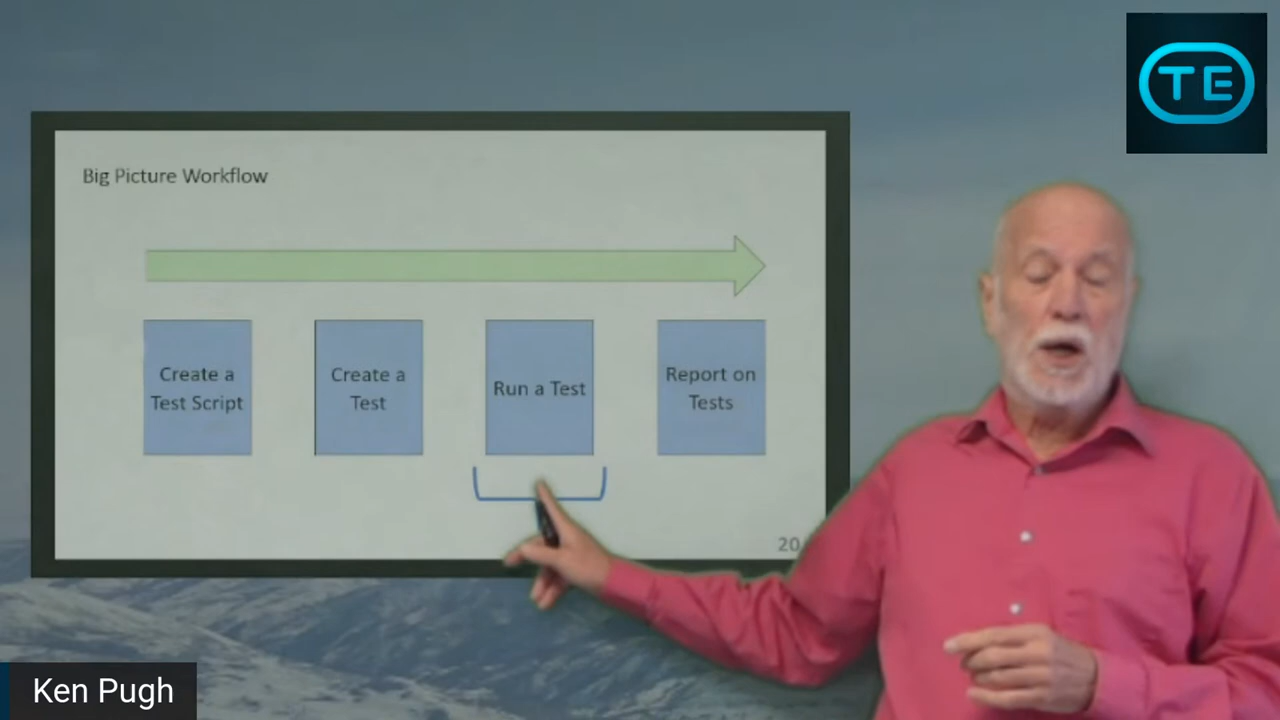 TE
Big Picture Workflow
Create a
Test Script
Create a
Test
Run a Test
Report on
Tests
20
Ken Pugh